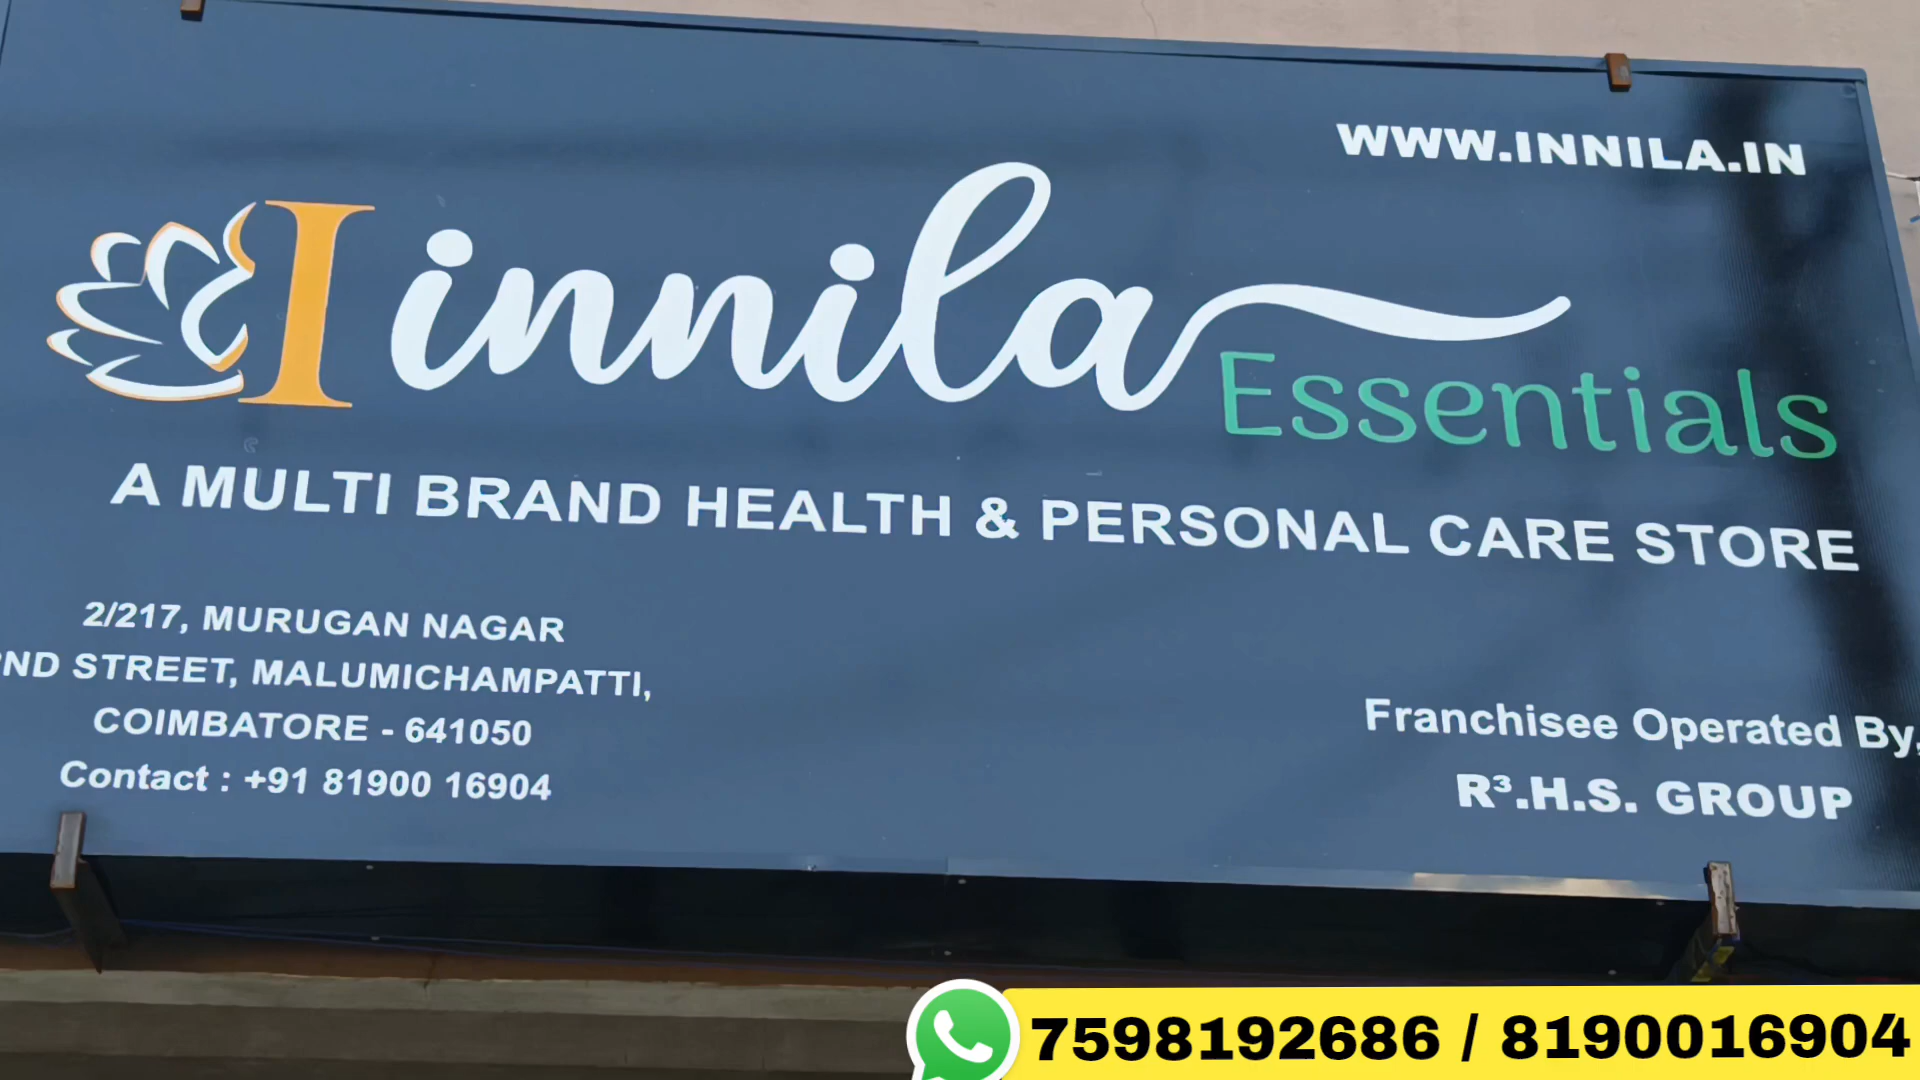 WWW.INNILA.IN
I innila
Essentials
A MULTI BRAND HEALTH & PERSONAL CARE STORE
2/217, MURUGAN NAGAR
2ND STREET, MALUMICHAMPATTI,
COIMBATORE - 641050
Contact : +91 81900 16904
Franchisee Operated By,
R³.H.S. GROUP
7598192686 / 8190016904